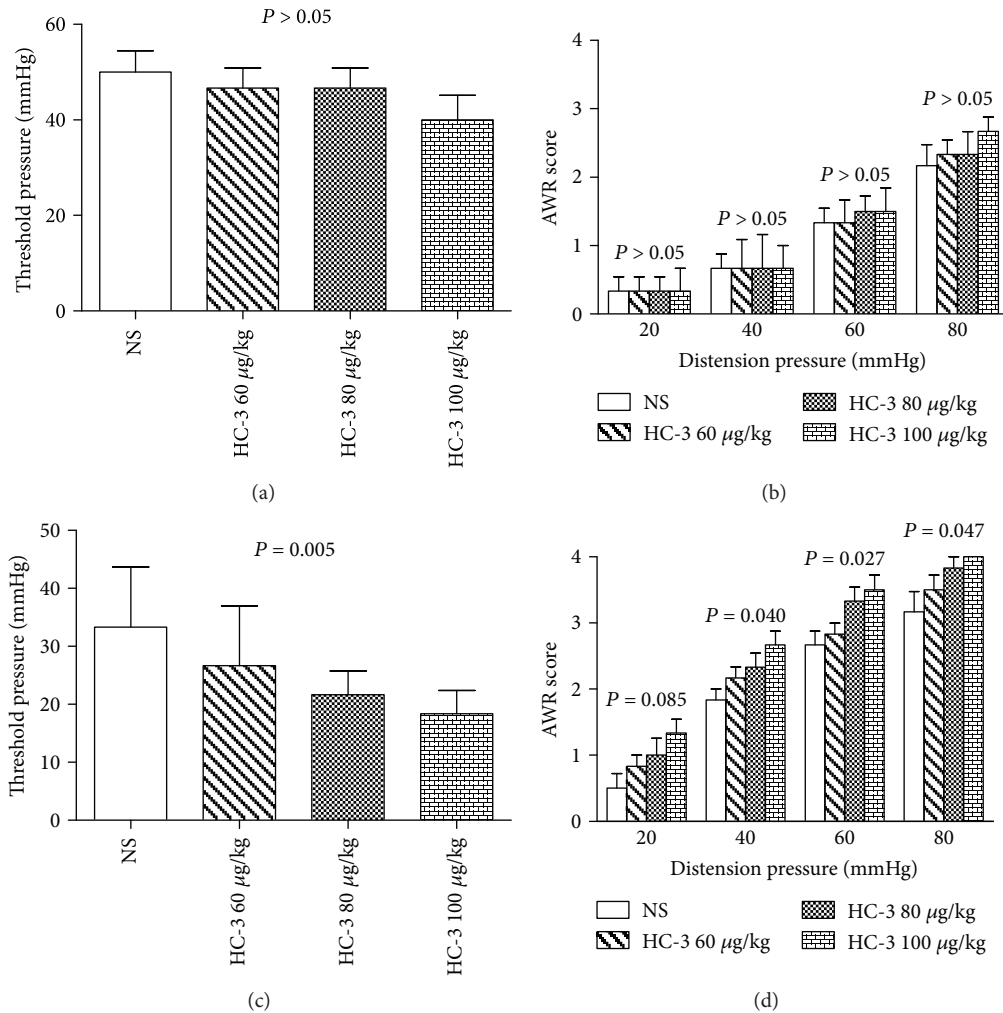 P > 0.05
Threshold pressure (mmHg)
60
40
20
0
NS
HC-3 60 μg/kg
HC-3 80 μg/kg
HC-3 100 μg/kg
(a)
AWR score
4
3
2
1
0
P > 0.05
P > 0.05
P > 0.05
P > 0.05
20 40 60 80
Distension pressure (mmHg)
NS
HC-3 60 μg/kg
HC-3 80 μg/kg
HC-3 100 μg/kg
(b)
P = 0.005
Threshold pressure (mmHg)
50
40
30
20
10
0
NS
HC-3 60 μg/kg
HC-3 80 μg/kg
HC-3 100 μg/kg
(c)
AWR score
4
3
2
1
0
P = 0.085
P = 0.040
P = 0.027
P = 0.047
20 40 60 80
Distension pressure (mmHg)
NS
HC-3 60 μg/kg
HC-3 80 μg/kg
HC-3 100 μg/kg
(d)